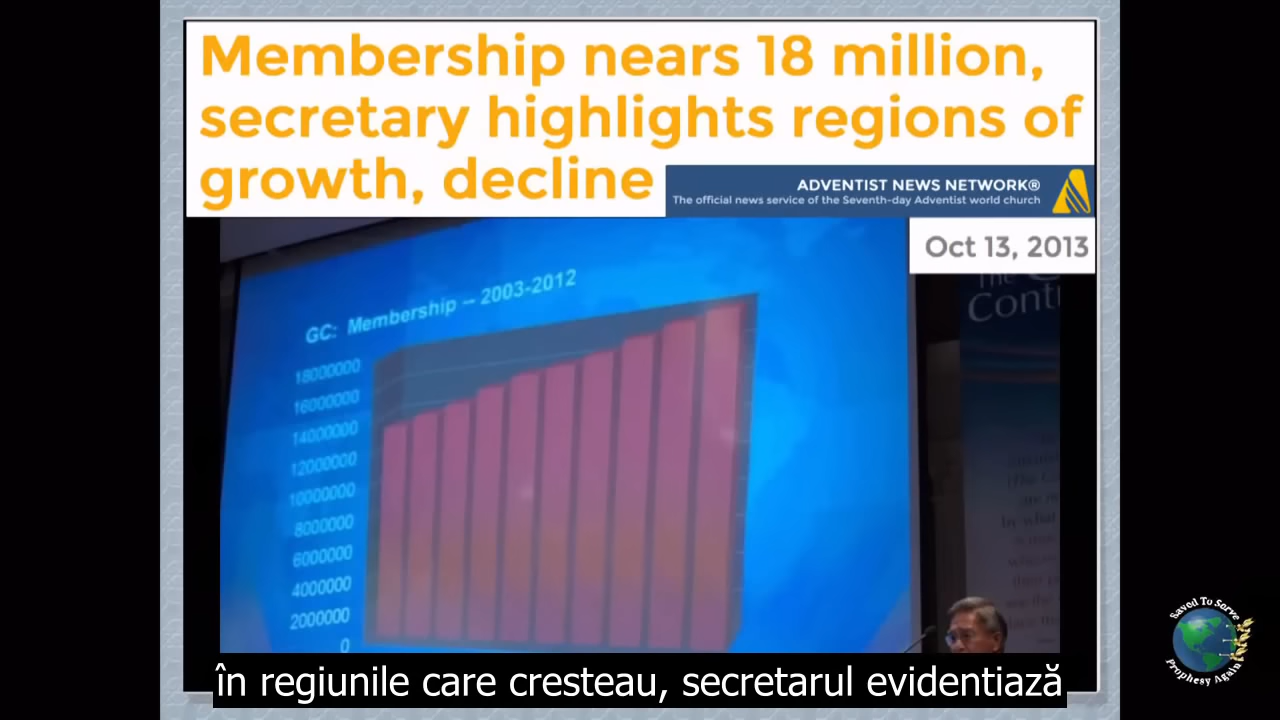 Membership nears 18 million,
secretary highlights regions of
growth, decline
ADVENTIST NEWS NETWORK®
The official news service of the Seventh-day Adventist world church
Oct 13, 2013
GC: Membership -- 2003-2012
18000000
16000000
14000000
12000000
10000000
8000000
6000000
4000000
2000000
0
The
Saved To Serve
Prophesy Again
în regiunile care cresteau, secretarul evidentiază